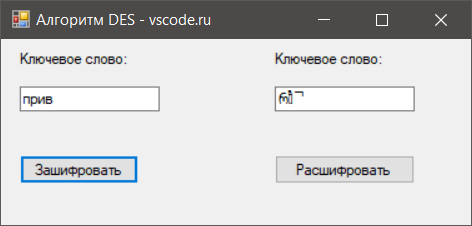 Алгоритм DES - vscode.ru
Ключевое слово: Ключевое слово:
прив
Зашифровать Расшифровать